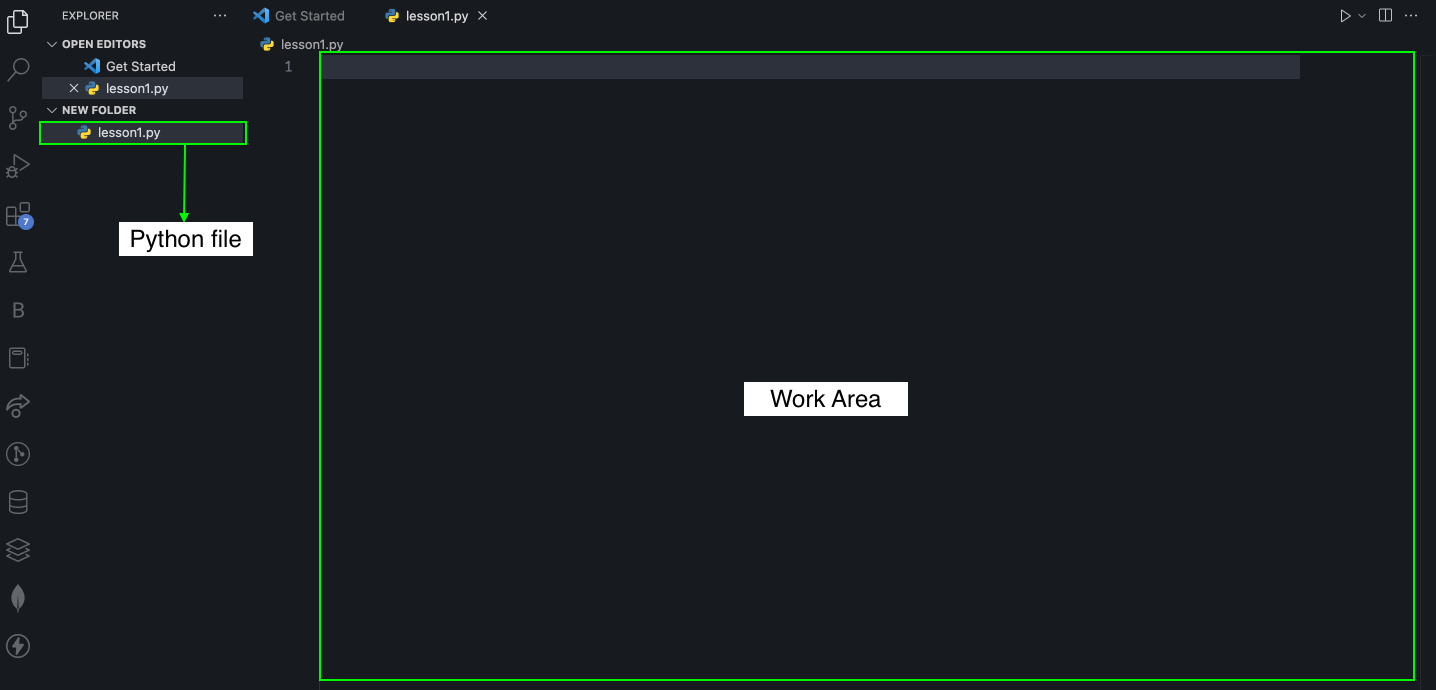 EXPLORER
Get Started
lesson1.py
OPEN EDITORS
Get Started
lesson1.py
NEW FOLDER
lesson1.py
lesson1.py
1
7
B
Python file
Work Area